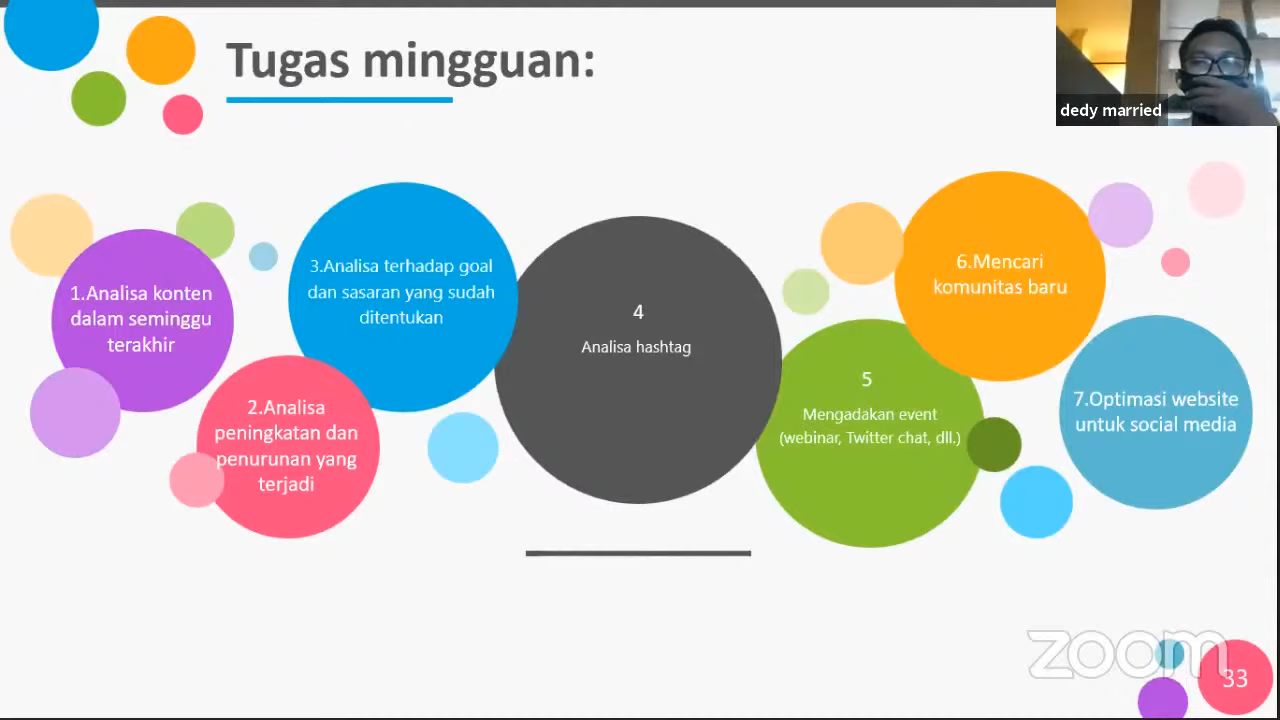 Tugas mingguan:
dedy married
1.Analisa konten
dalam seminggu
terakhir
2.Analisa
peningkatan dan
penurunan yang
terjadi
3.Analisa terhadap goal
dan sasaran yang sudah
ditentukan
4
Analisa hashtag
5
Mengadakan event
(webinar, Twitter chat, dll.)
6.Mencari
komunitas baru
7.Optimasi website
untuk social media
zoom
33